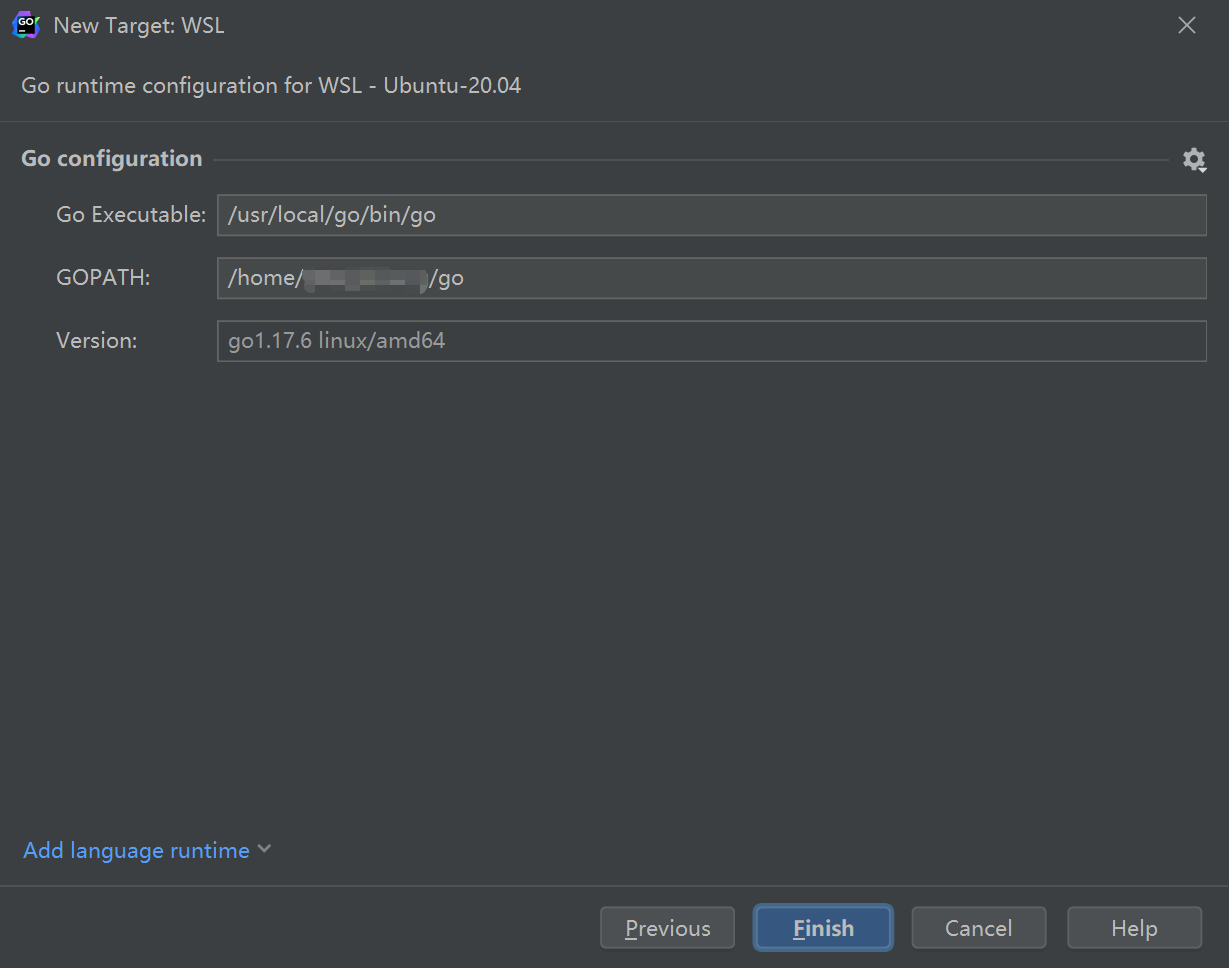 GO
New Target: WSL
Go runtime configuration for WSL - Ubuntu-20.04
Go configuration
Go Executable: /usr/local/go/bin/go
GOPATH: /home/ /go
Version: go1.17.6 linux/amd64
Add language runtime
Previous Finish Cancel Help